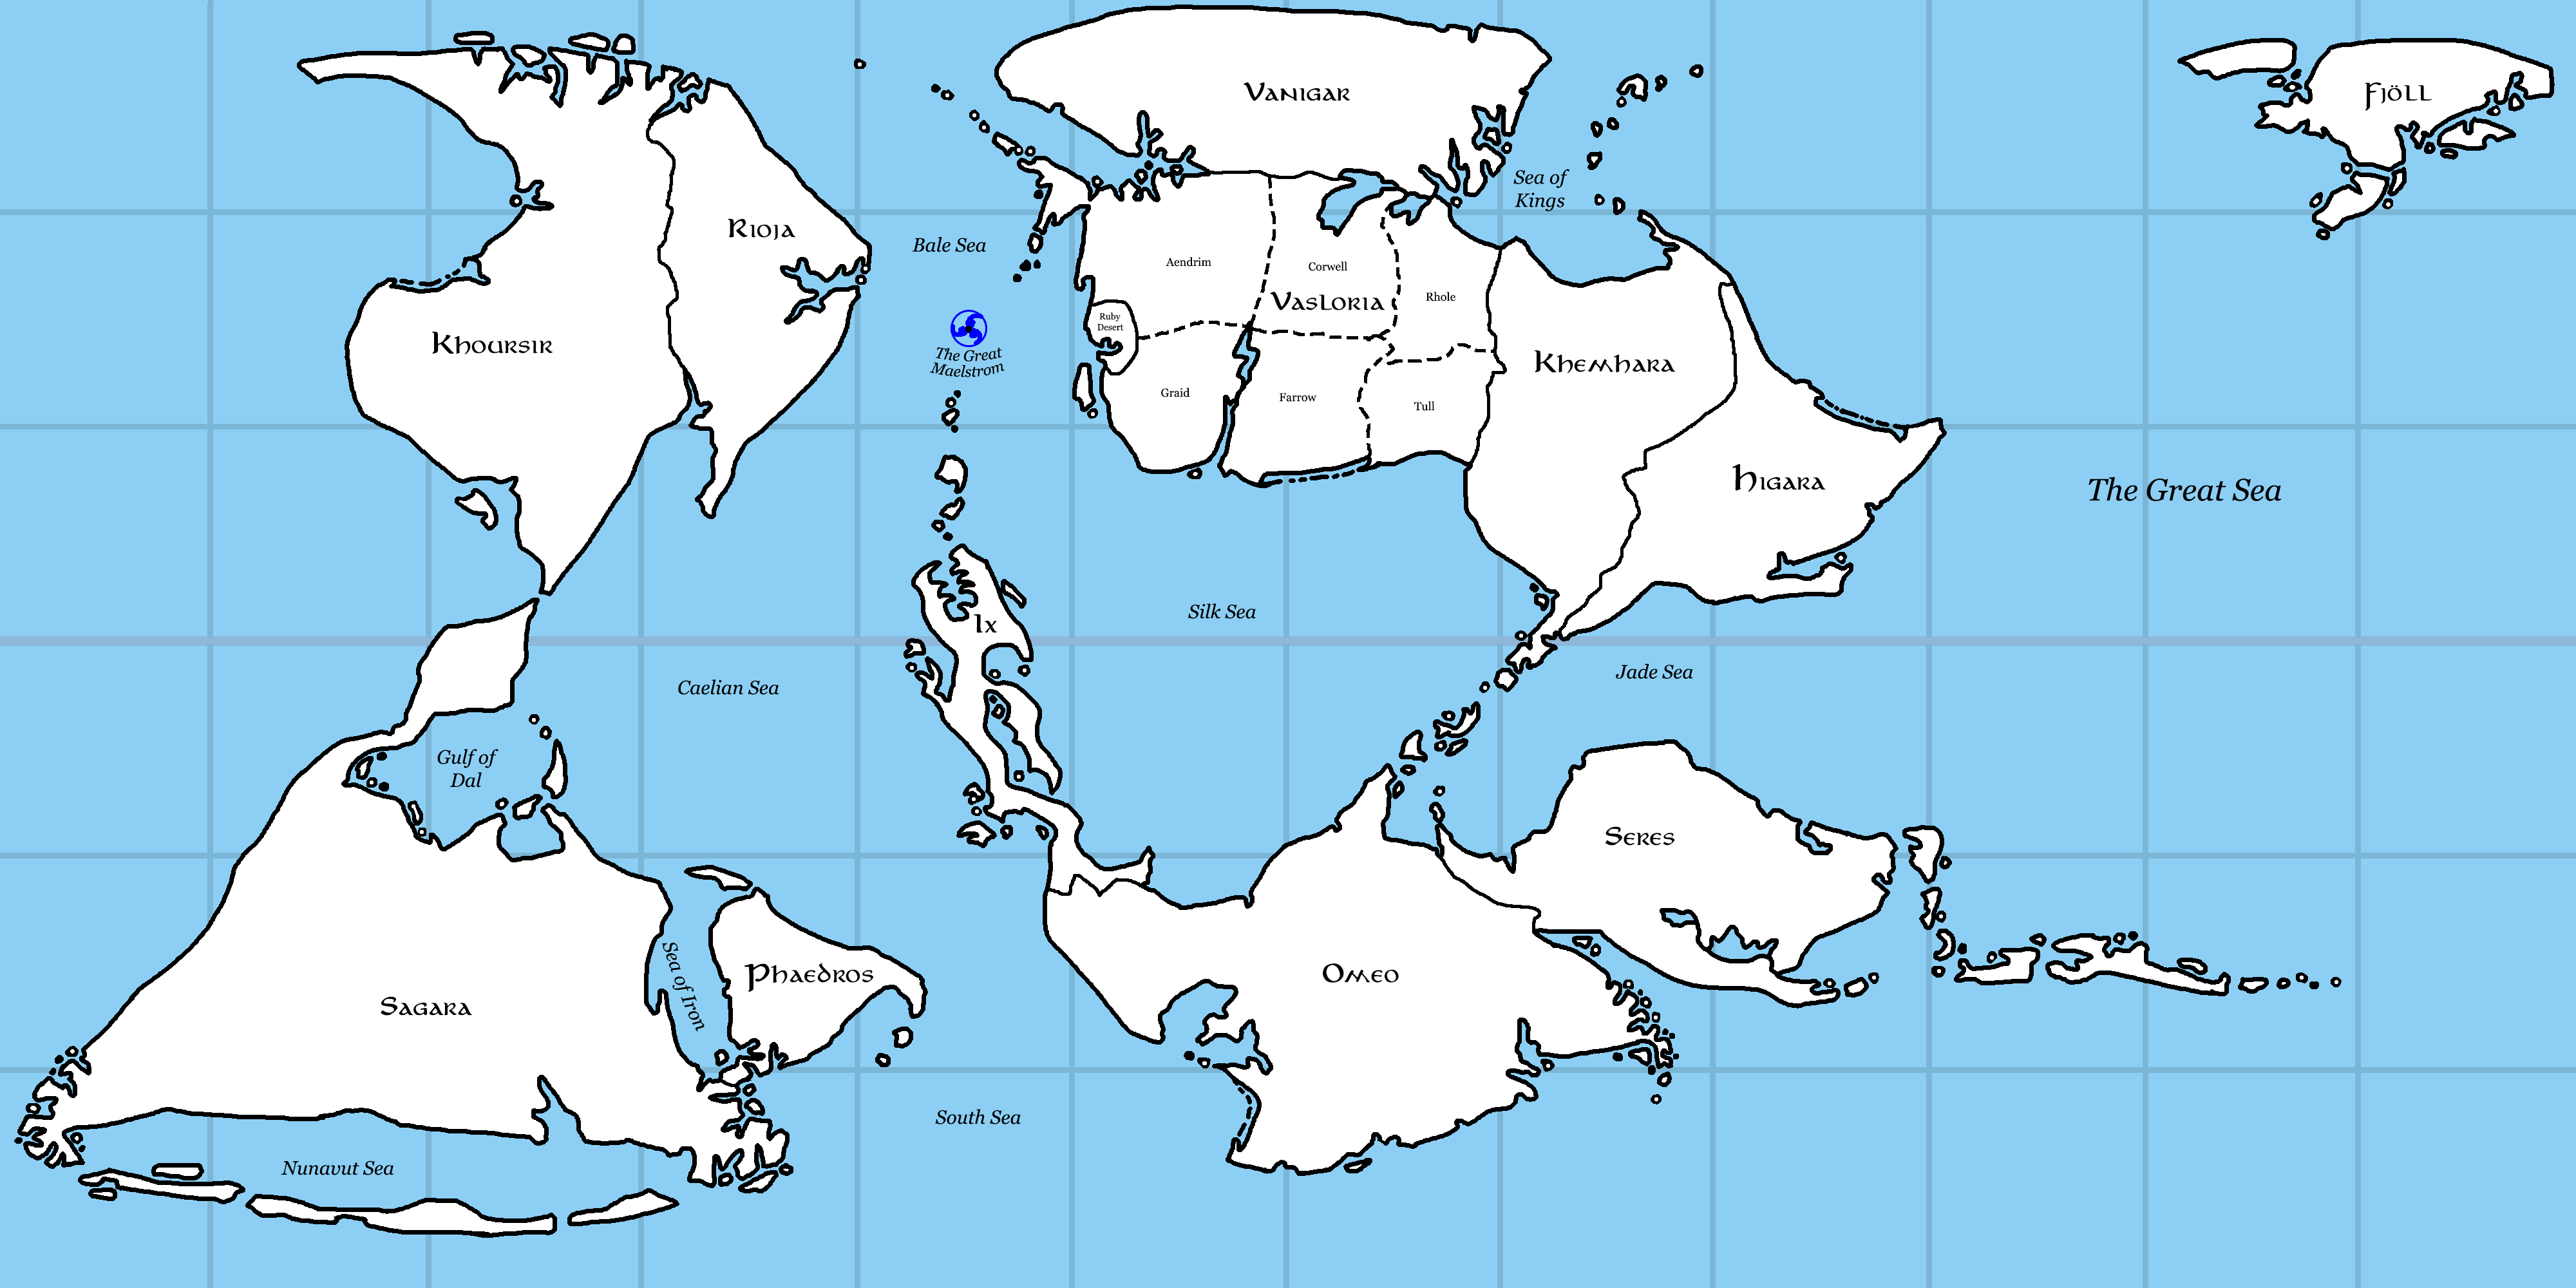 Vanigar
Fjöll
Sea of
Kings
Rioja
Bale Sea
Aendrim
Corwell
Vasloria
Rhole
Ruby
Desert
Khoursir
The Great
Maelstrom
Khemhara
Graid
Farrow
Tull
Higara
The Great Sea
Silk Sea
Ix
Jade Sea
Caelian Sea
Gulf of
Dal
Seres
Sea of Iron
Phaedros
Omeo
Sagara
South Sea
Nunavut Sea